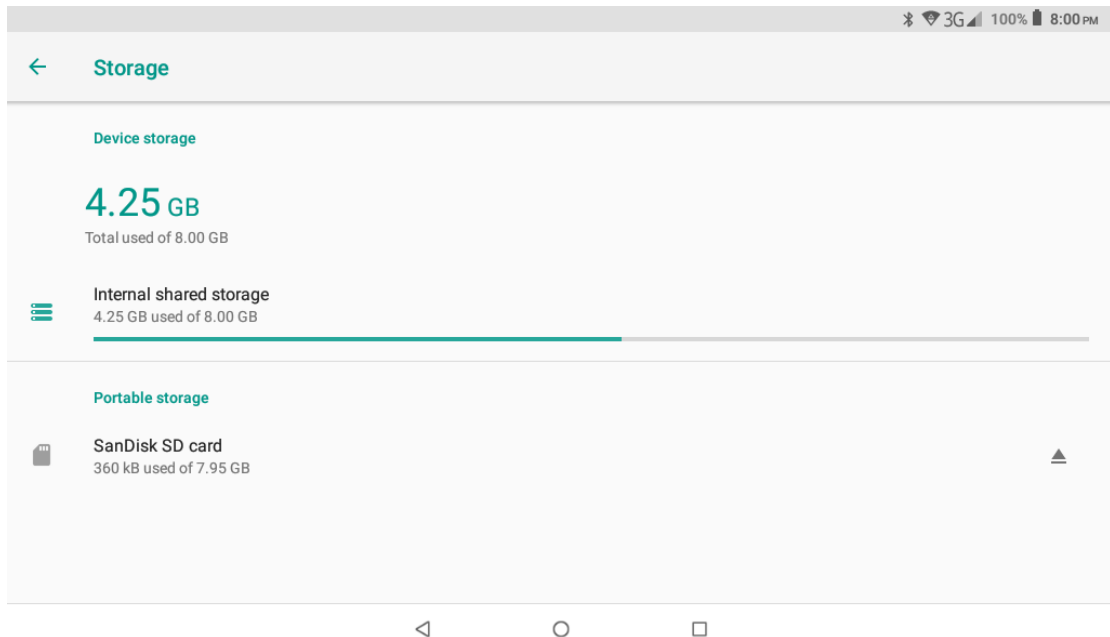 3G 100% 8:00 PM
Storage
Device storage
4.25 GB
Total used of 8.00 GB
Internal shared storage
4.25 GB used of 8.00 GB
Portable storage
SanDisk SD card
360 kB used of 7.95 GB